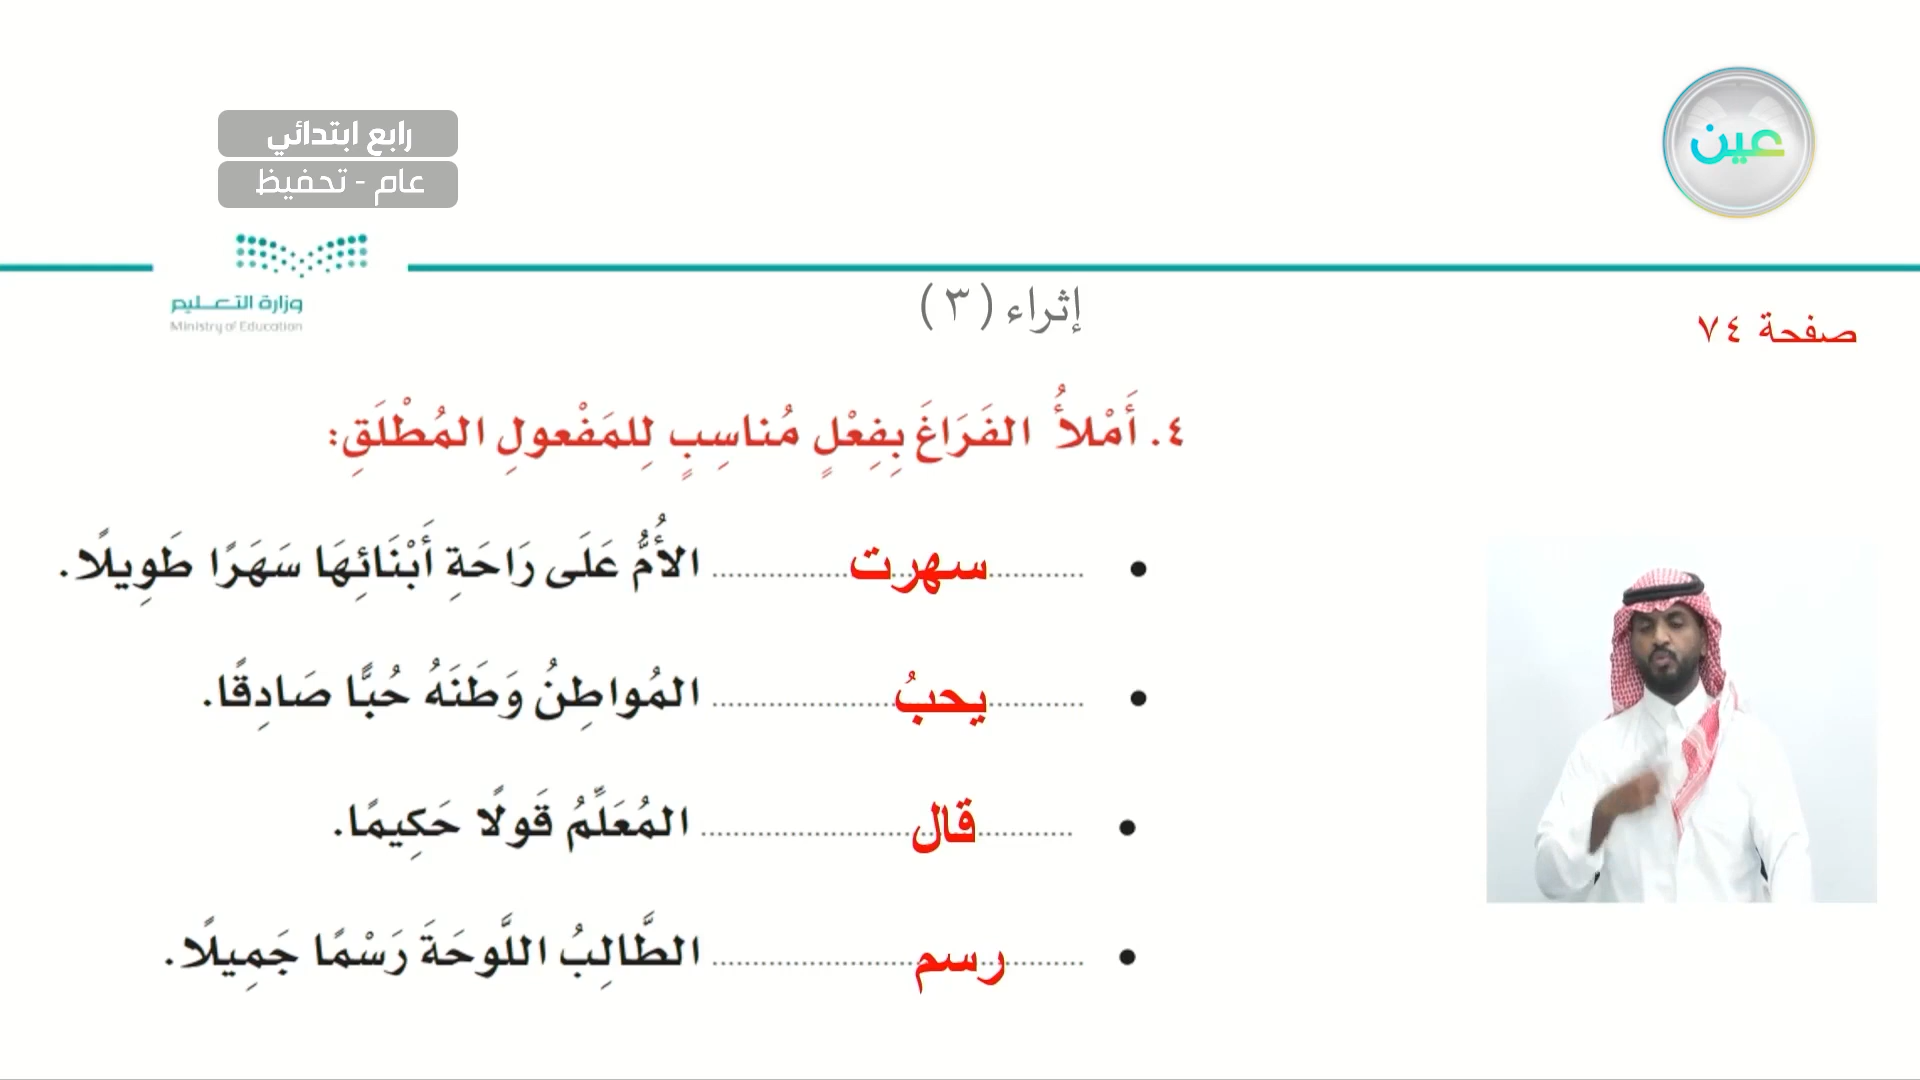 رابع ابتدائي
عام - تحفيظ
عين
وزارة التعـــليم
Ministry of Education
إثراء ( ٣ )
صفحة ٧٤
٤. أَمْلأُ الفَرَاغَ بِفِعْلٍ مُناسِبٍ لِلمَفْعولِ المُطْلَقِ:
• ........... سهرت ........... الأُمُّ عَلَى رَاحَةِ أَبْنَائِهَا سَهَرًا طَوِيلًا.
• ........... يحبُ ........... المُواطِنُ وَطَنَهُ حُبًّا صَادِقًا.
• ........... قال ........... المُعَلِّمُ قَولًا حَكِيمًا.
• ........... رسم ........... الطَّالِبُ اللَّوحَةَ رَسْمًا جَمِيلًا.